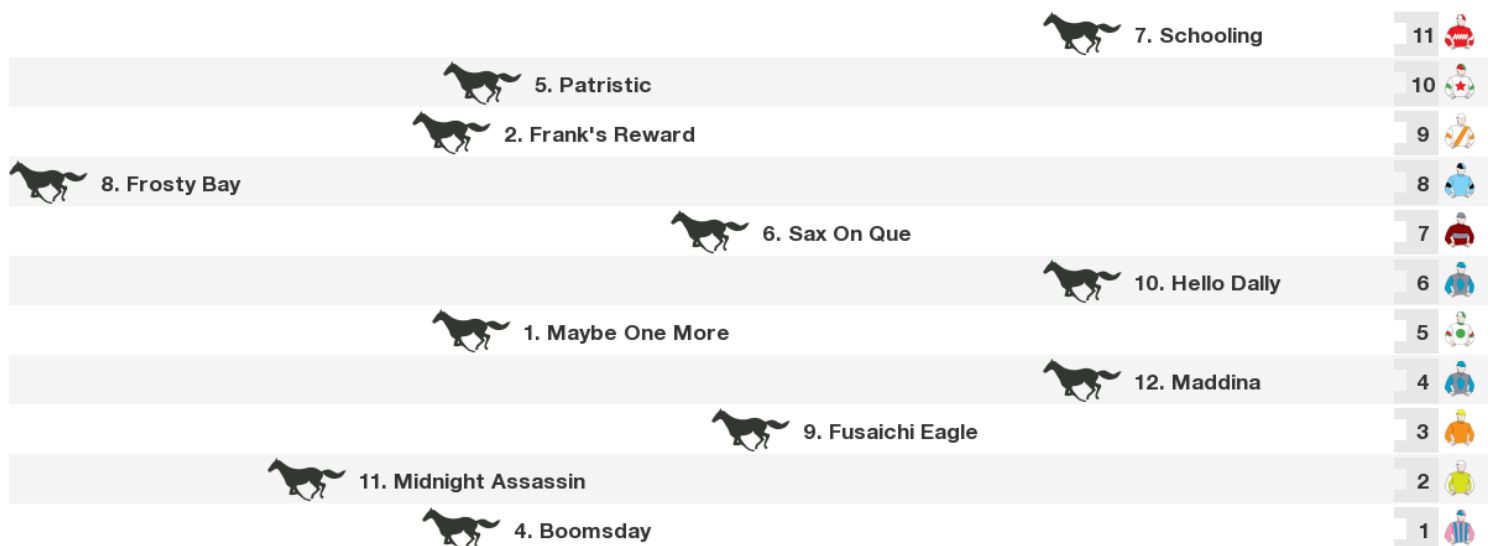 7. Schooling 11
5. Patristic 10
2. Frank's Reward 9
8. Frosty Bay 8
6. Sax On Que 7
10. Hello Dally 6
1. Maybe One More 5
12. Maddina 4
9. Fusaichi Eagle 3
11. Midnight Assassin 2
4. Boomsday 1